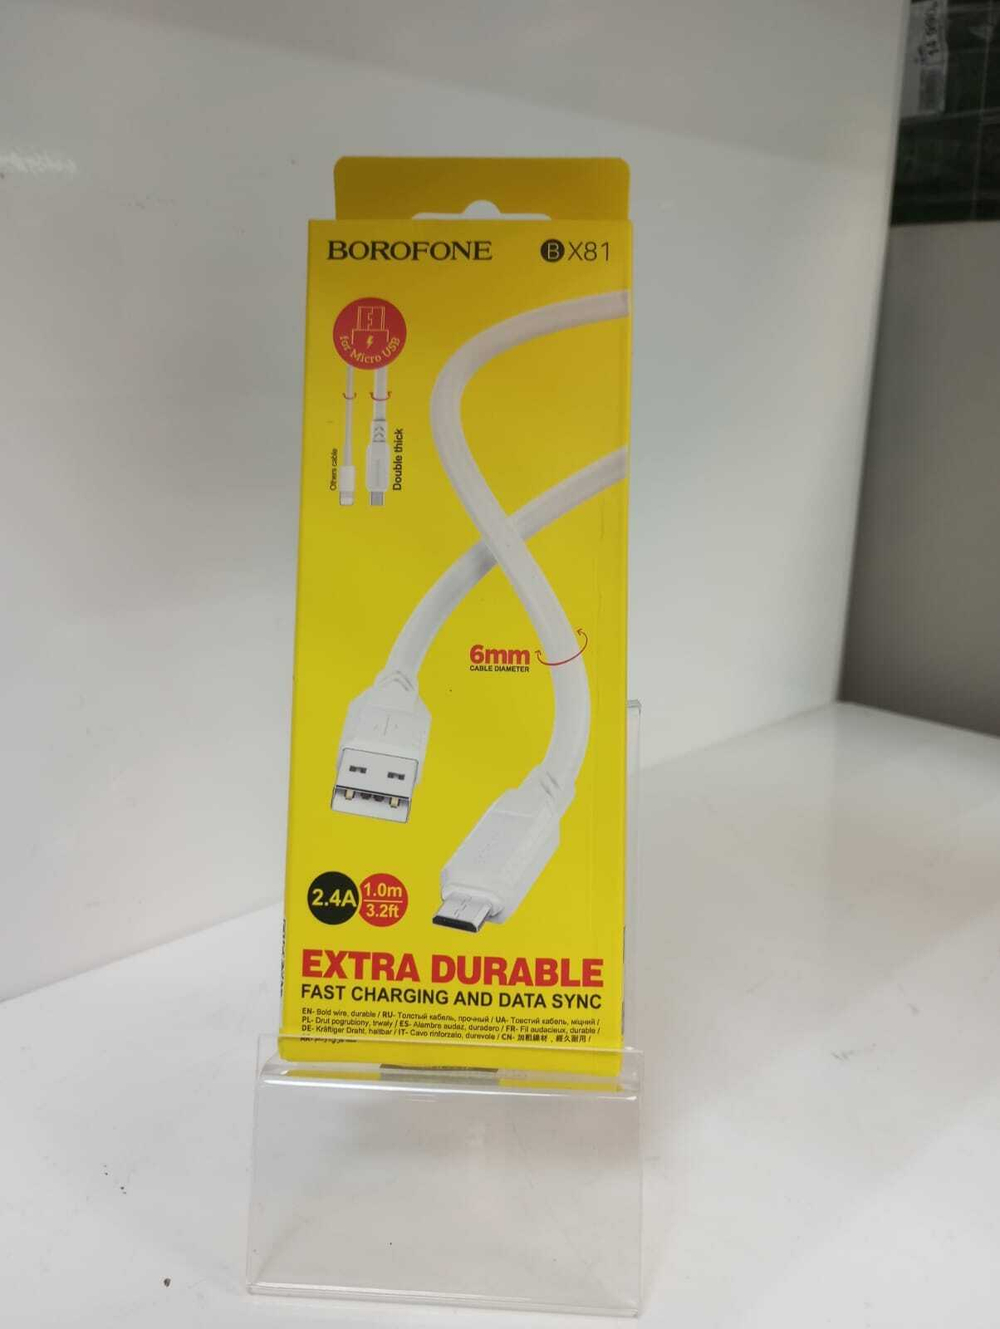 BOROFONE
B X81
for Micro USB
Others cable
Double thick
6mm
CABLE DIAMETER
2.4A
1.0m
3.2ft
EXTRA DURABLE
FAST CHARGING AND DATA SYNC
EN- Bold wire, durable / RU- Толстый кабель, прочный / UA- Товстий кабель, міцний /
PL- Drut pogrubiony, trwały / ES- Alambre audaz, duradero / FR- Fil audacieux, durable /
DE- Kräftiger Draht, haltbar / IT- Cavo rinforzato, durevole / CN- 加粗線材，經久耐用 /